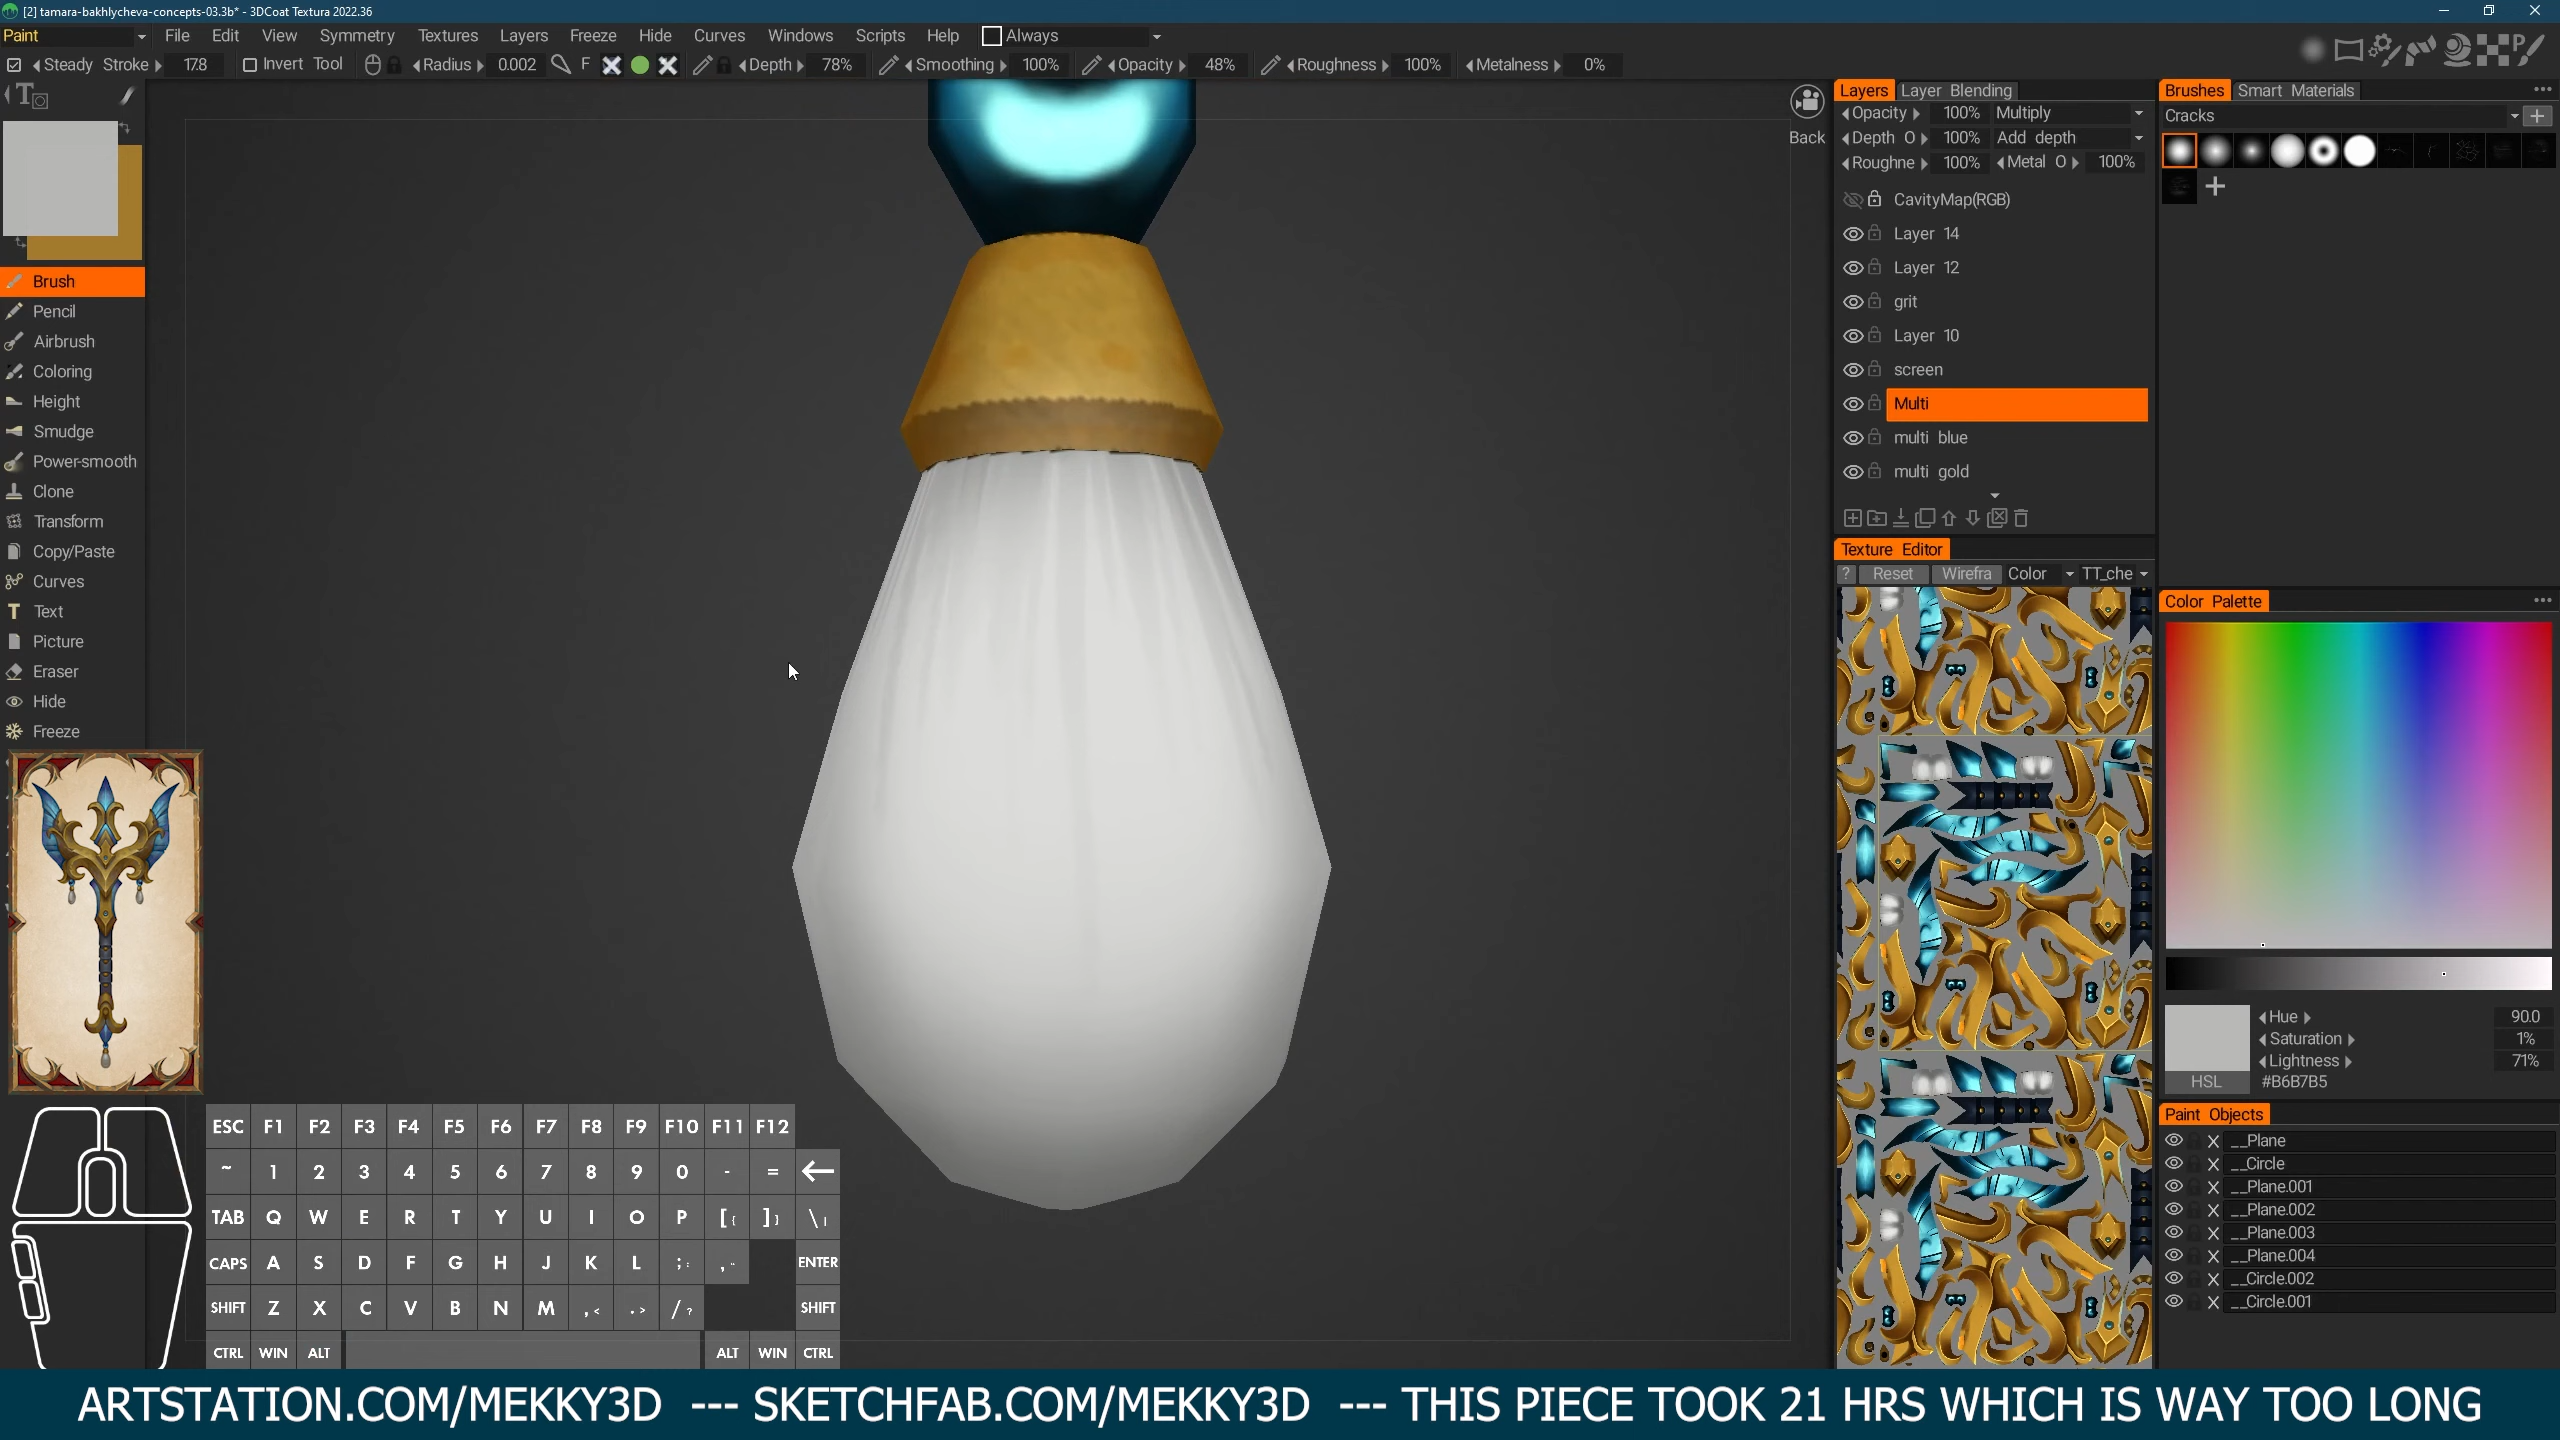 [2] tamara-bakhlycheva-concepts-03.3b* - 3DCoat Textura 2022.36
Paint File Edit View Symmetry Textures Layers Freeze Hide Curves Windows Scripts Help Always
Steady Stroke 17.8 Invert Tool Radius 0.002 F Depth 78% Smoothing 100% Opacity 48% Roughness 100% Metalness 0%
Brush
Pencil
Airbrush
Coloring
Height
Smudge
Power-smooth
Clone
Transform
Copy/Paste
Curves
Text
Picture
Eraser
Hide
Freeze
Back
Layers Layer Blending
Opacity 100% Multiply
Depth O 100% Add depth
Roughne 100% Metal O 100%
CavityMap(RGB)
Layer 14
Layer 12
grit
Layer 10
screen
Multi
multi blue
multi gold
Texture Editor
? Reset Wirefra Color TT_che
Brushes Smart Materials
Cracks
Color Palette
Hue 90.0
Saturation 1%
Lightness 71%
HSL #B6B7B5
Paint Objects
X __Plane
X __Circle
X __Plane.001
X __Plane.002
X __Plane.003
X __Plane.004
X __Circle.002
X __Circle.001
ESC F1 F2 F3 F4 F5 F6 F7 F8 F9 F10 F11 F12
~ 1 2 3 4 5 6 7 8 9 0 - =
TAB Q W E R T Y U I O P [{ ]} \|
CAPS A S D F G H J K L ;: ," ENTER
SHIFT Z X C V B N M ,< .> /? SHIFT
CTRL WIN ALT ALT WIN CTRL
ARTSTATION.COM/MEKKY3D --- SKETCHFAB.COM/MEKKY3D --- THIS PIECE TOOK 21 HRS WHICH IS WAY TOO LONG